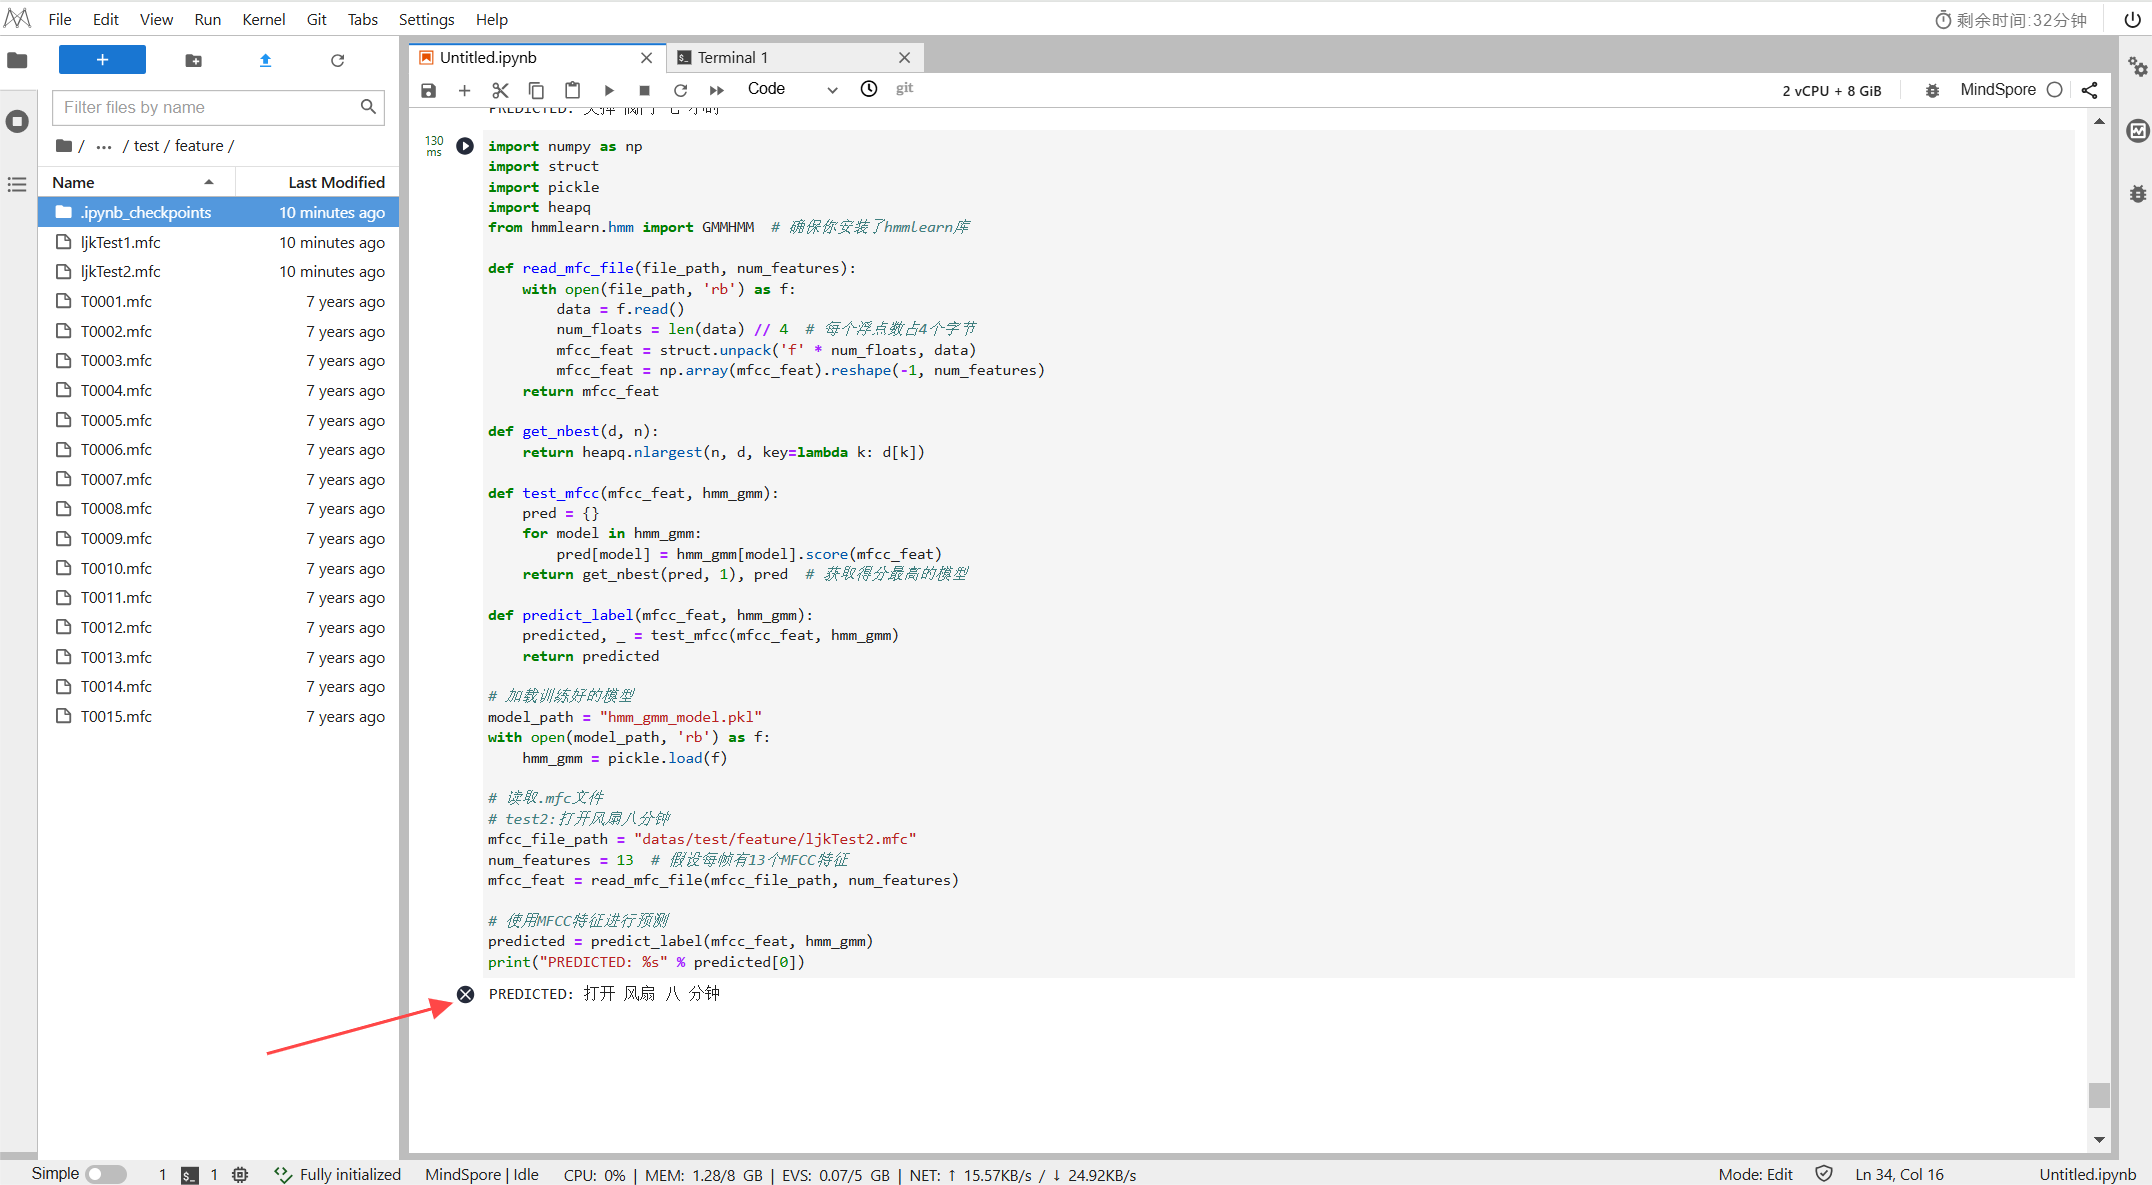 File Edit View Run Kernel Git Tabs Settings Help
剩余时间:32分钟
Untitled.ipynb
Terminal 1
Filter files by name
Code
git
2 vCPU + 8 GiB
MindSpore
/ ··· / test / feature /
Name Last Modified
.ipynb_checkpoints 10 minutes ago
ljkTest1.mfc 10 minutes ago
ljkTest2.mfc 10 minutes ago
T0001.mfc 7 years ago
T0002.mfc 7 years ago
T0003.mfc 7 years ago
T0004.mfc 7 years ago
T0005.mfc 7 years ago
T0006.mfc 7 years ago
T0007.mfc 7 years ago
T0008.mfc 7 years ago
T0009.mfc 7 years ago
T0010.mfc 7 years ago
T0011.mfc 7 years ago
T0012.mfc 7 years ago
T0013.mfc 7 years ago
T0014.mfc 7 years ago
T0015.mfc 7 years ago
PREDICTED:
130
ms
import numpy as np
import struct
import pickle
import heapq
from hmmlearn.hmm import GMMHMM  # 确保你安装了hmmlearn库
def read_mfc_file(file_path, num_features):
    with open(file_path, 'rb') as f:
        data = f.read()
        num_floats = len(data) // 4  # 每个浮点数占4个字节
        mfcc_feat = struct.unpack('f' * num_floats, data)
        mfcc_feat = np.array(mfcc_feat).reshape(-1, num_features)
    return mfcc_feat
def get_nbest(d, n):
    return heapq.nlargest(n, d, key=lambda k: d[k])
def test_mfcc(mfcc_feat, hmm_gmm):
    pred = {}
    for model in hmm_gmm:
        pred[model] = hmm_gmm[model].score(mfcc_feat)
    return get_nbest(pred, 1), pred  # 获取得分最高的模型
def predict_label(mfcc_feat, hmm_gmm):
    predicted, _ = test_mfcc(mfcc_feat, hmm_gmm)
    return predicted
# 加载训练好的模型
model_path = "hmm_gmm_model.pkl"
with open(model_path, 'rb') as f:
    hmm_gmm = pickle.load(f)
# 读取.mfc文件
# test2:打开风扇八分钟
mfcc_file_path = "datas/test/feature/ljkTest2.mfc"
num_features = 13  # 假设每帧有13个MFCC特征
mfcc_feat = read_mfc_file(mfcc_file_path, num_features)
# 使用MFCC特征进行预测
predicted = predict_label(mfcc_feat, hmm_gmm)
print("PREDICTED: %s" % predicted[0])
PREDICTED: 打开 风扇 八 分钟
Simple 1 1 Fully initialized MindSpore | Idle CPU: 0% | MEM: 1.28/8 GB | EVS: 0.07/5 GB | NET: ↑ 15.57KB/s / ↓ 24.92KB/s Mode: Edit Ln 34, Col 16 Untitled.ipynb